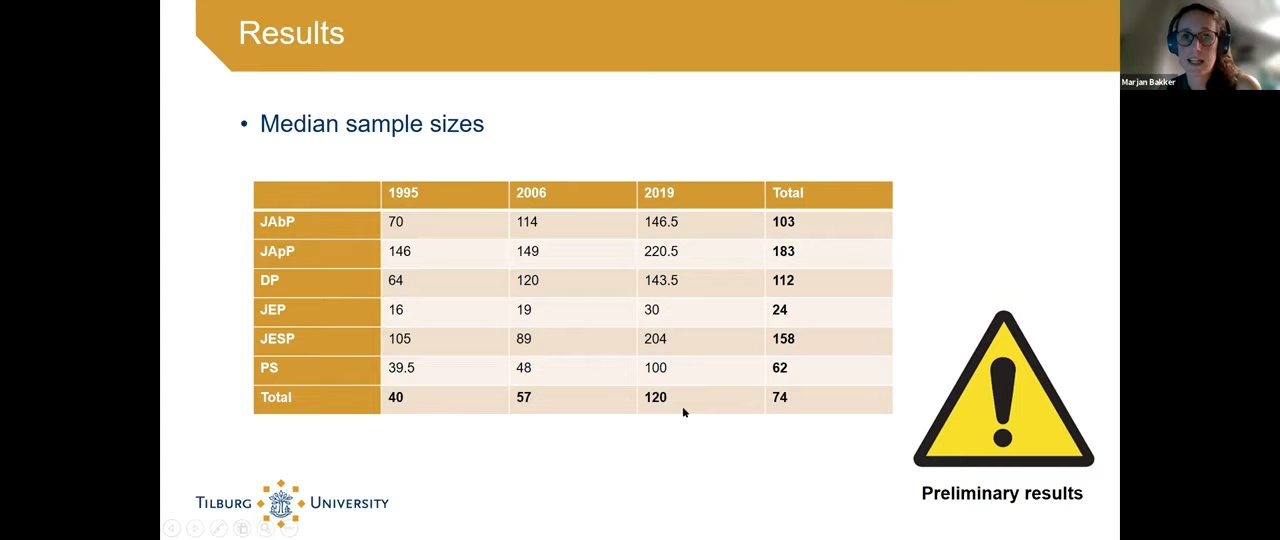 Results
Marjan Bakker
• Median sample sizes
1995 2006 2019 Total
JAbP 70 114 146.5 103
JApP 146 149 220.5 183
DP 64 120 143.5 112
JEP 16 19 30 24
JESP 105 89 204 158
PS 39.5 48 100 62
Total 40 57 120 74
Preliminary results
TILBURG UNIVERSITY